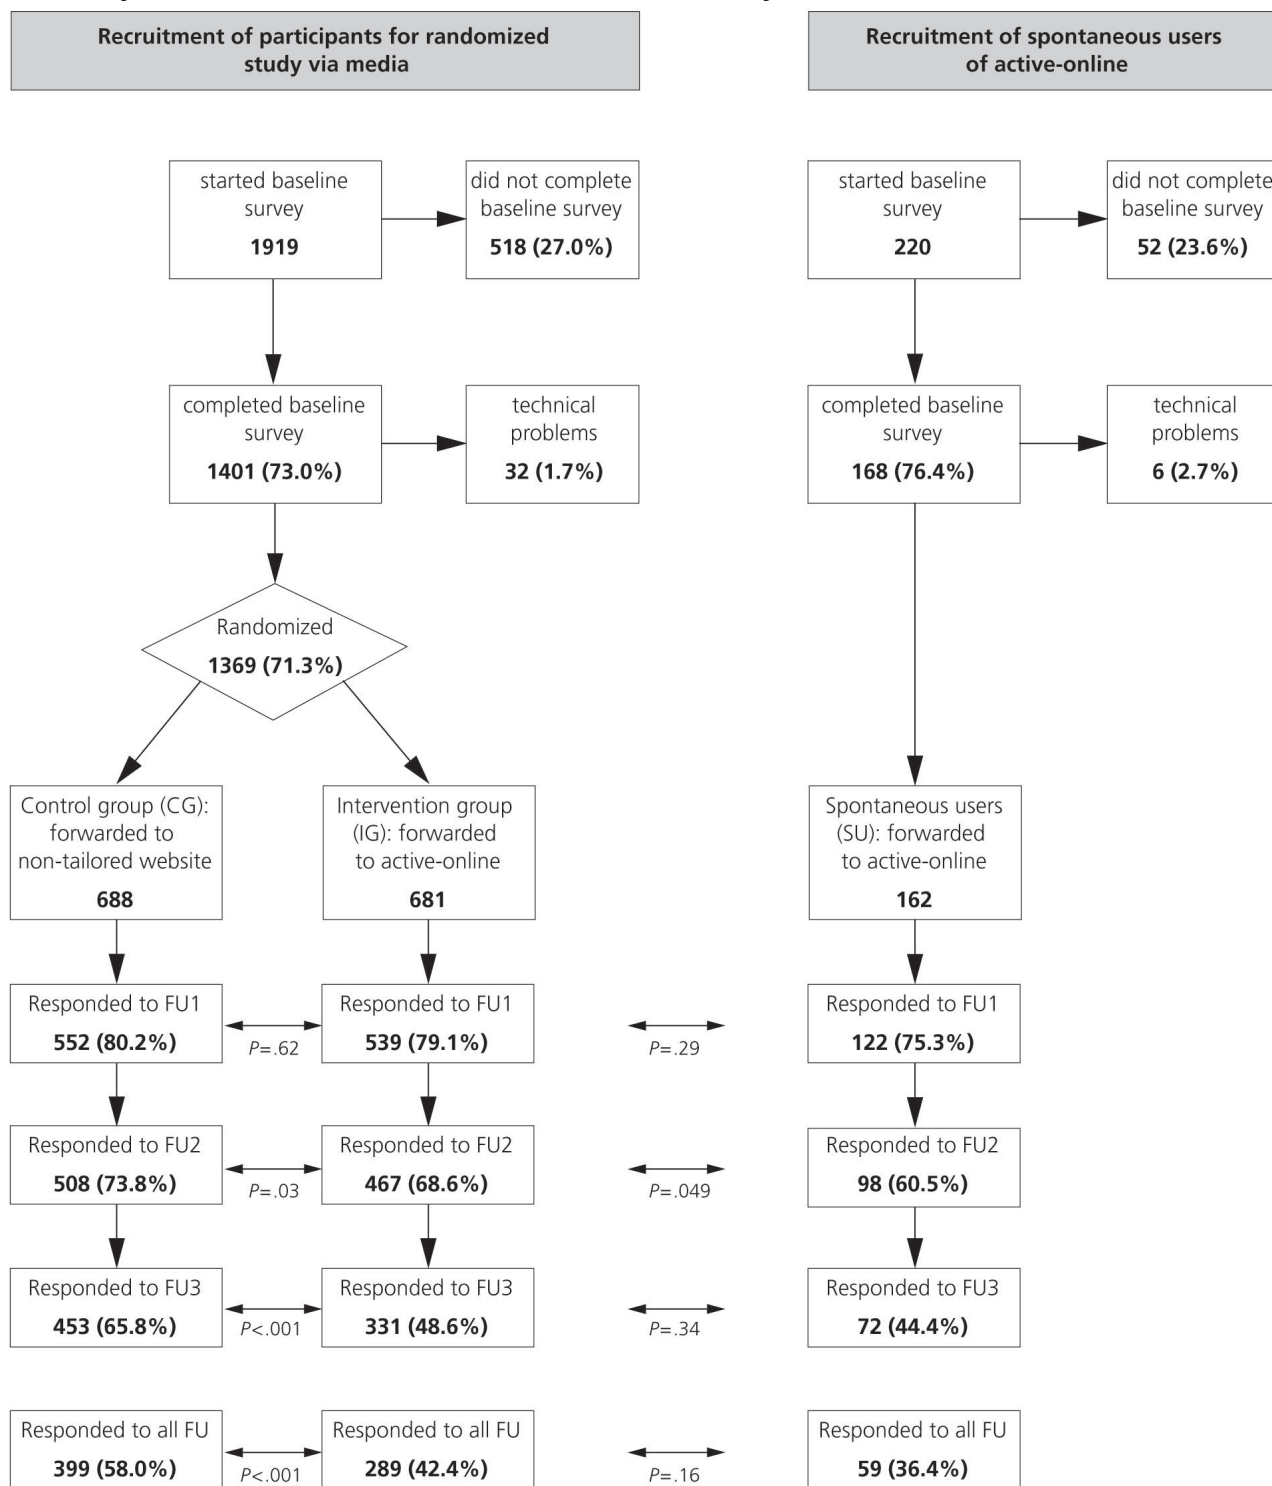 Recruitment of participants for randomized
study via media
Recruitment of spontaneous users
of active-online
started baseline
survey
1919
did not complete
baseline survey
518 (27.0%)
started baseline
survey
220
did not complete
baseline survey
52 (23.6%)
completed baseline
survey
1401 (73.0%)
technical
problems
32 (1.7%)
completed baseline
survey
168 (76.4%)
technical
problems
6 (2.7%)
Randomized
1369 (71.3%)
Control group (CG):
forwarded to
non-tailored website
688
Intervention group
(IG): forwarded
to active-online
681
Spontaneous users
(SU): forwarded
to active-online
162
Responded to FU1
552 (80.2%)
P=.62
Responded to FU1
539 (79.1%)
P=.29
Responded to FU1
122 (75.3%)
Responded to FU2
508 (73.8%)
P=.03
Responded to FU2
467 (68.6%)
P=.049
Responded to FU2
98 (60.5%)
Responded to FU3
453 (65.8%)
P<.001
Responded to FU3
331 (48.6%)
P=.34
Responded to FU3
72 (44.4%)
Responded to all FU
399 (58.0%)
P<.001
Responded to all FU
289 (42.4%)
P=.16
Responded to all FU
59 (36.4%)